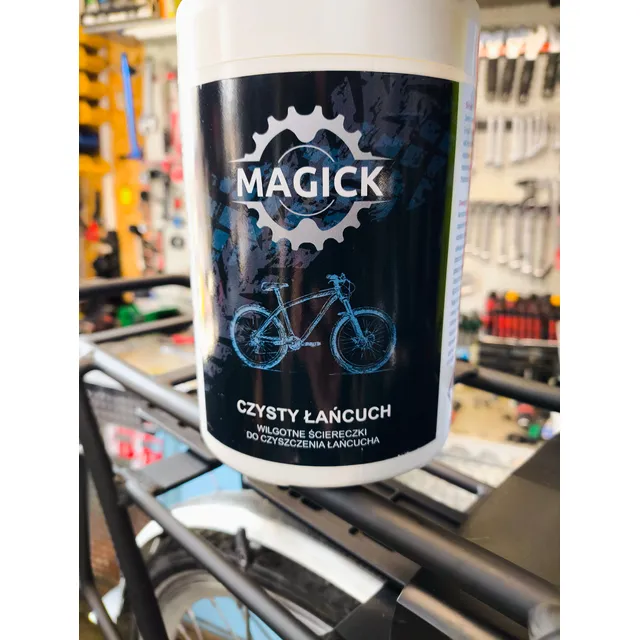 MAGICK
CZYSTY ŁAŃCUCH
WILGOTNE ŚCIERECZKI
DO CZYSZCZENIA ŁAŃCUCHA